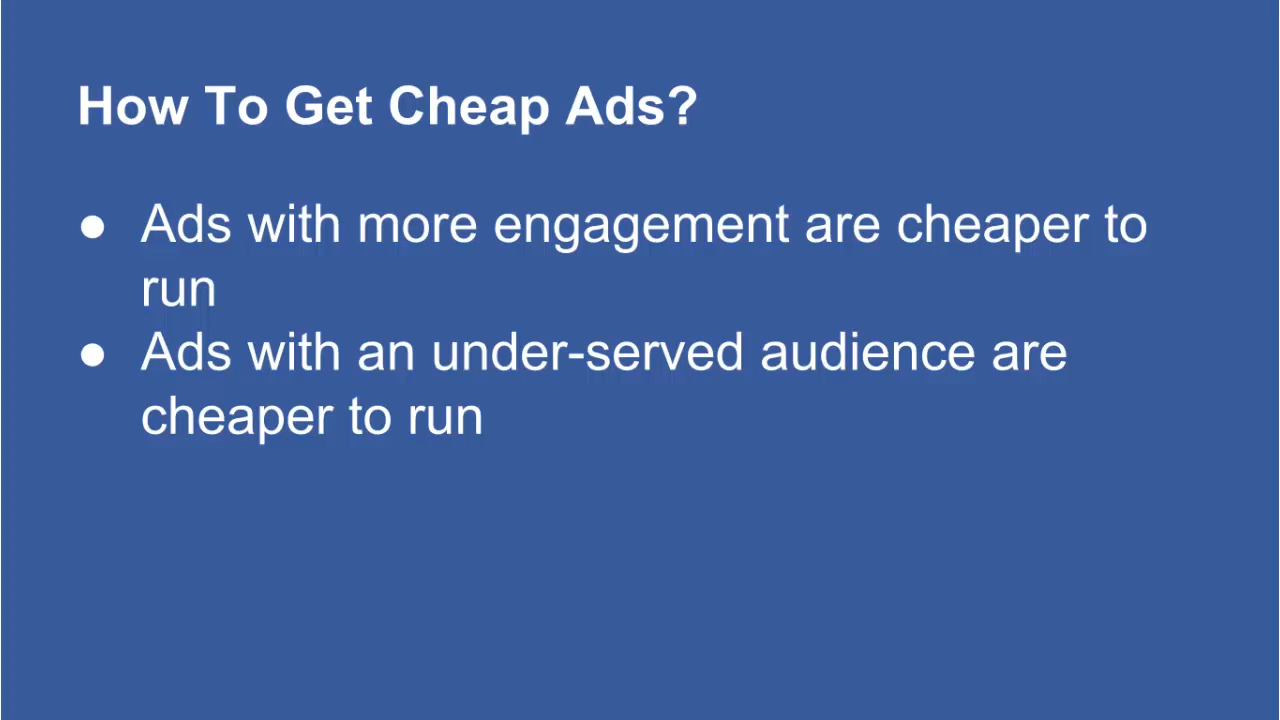 How To Get Cheap Ads?
● Ads with more engagement are cheaper to
run
● Ads with an under-served audience are
cheaper to run